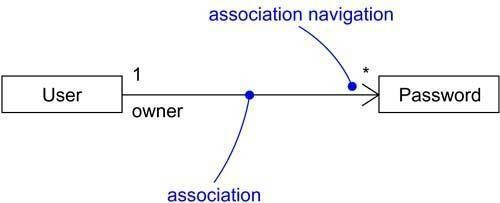 association navigation
1
*
User
Password
owner
association